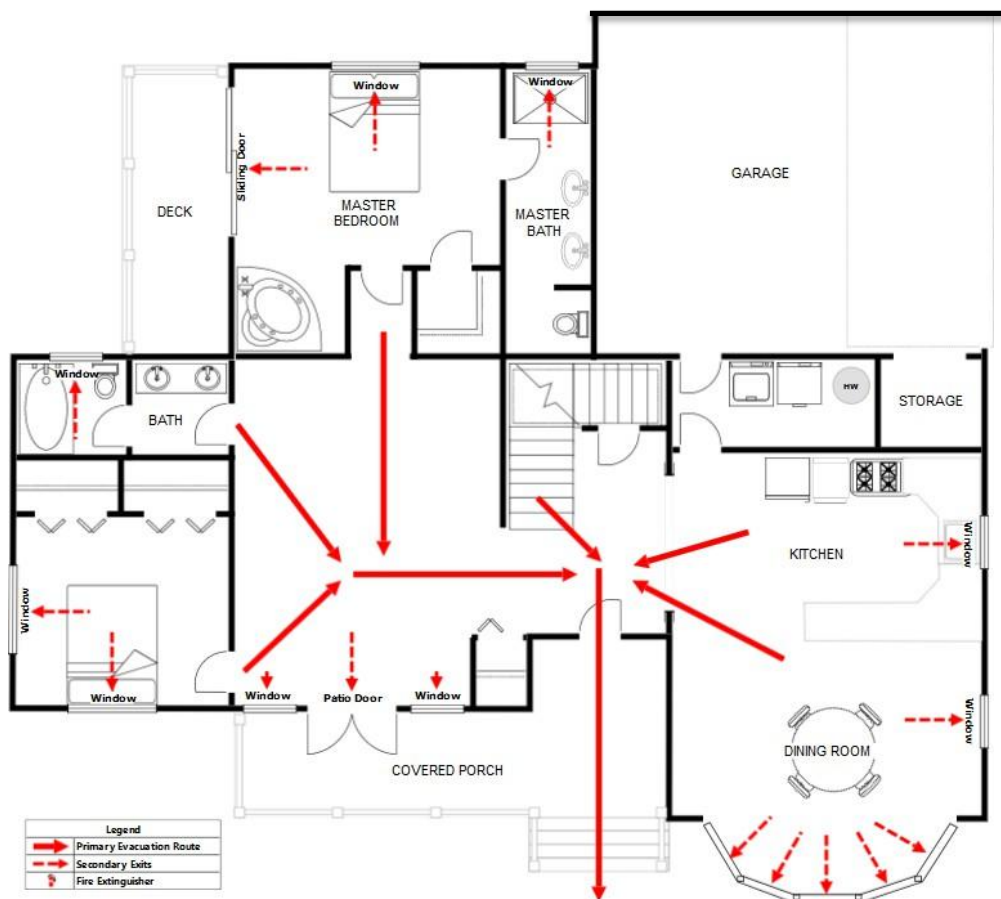 Window
Window
GARAGE
Sliding Door
DECK
MASTER
BEDROOM
MASTER
BATH
Window
BATH
HW
STORAGE
KITCHEN
Window
Window
Window
Window
Patio Door
Window
Window
DINING ROOM
COVERED PORCH
Legend
Primary Evacuation Route
Secondary Exits
Fire Extinguisher